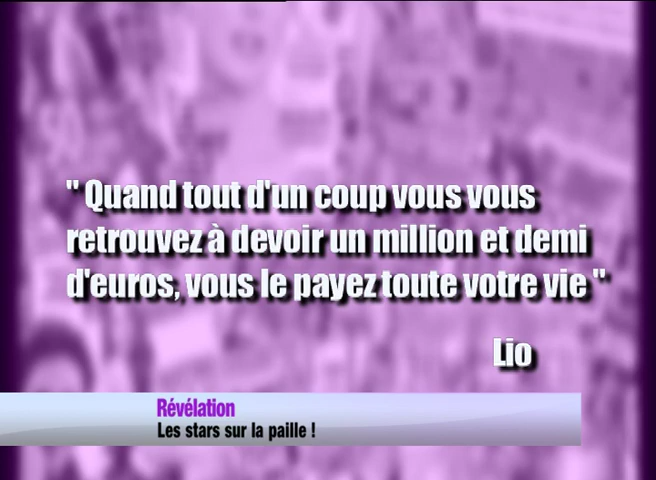 " Quand tout d'un coup vous vous
retrouvez à devoir un million et demi
d'euros, vous le payez toute votre vie "
Lio
Révélation
Les stars sur la paille !